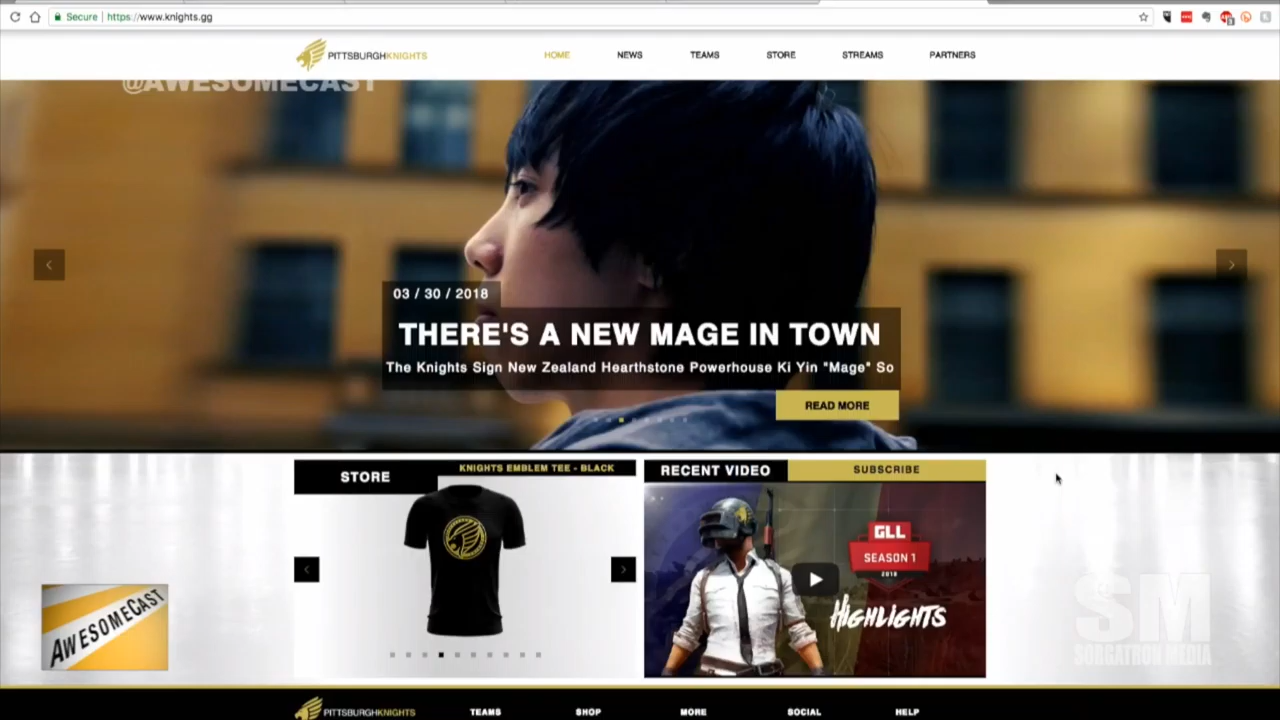 Secure | https://www.knights.gg
PITTSBURGHKNIGHTS
HOME NEWS TEAMS STORE STREAMS PARTNERS
@AWESOMECAST
03 / 30 / 2018
THERE'S A NEW MAGE IN TOWN
The Knights Sign New Zealand Hearthstone Powerhouse Ki Yin "Mage" So
READ MORE
STORE
KNIGHTS EMBLEM TEE - BLACK
RECENT VIDEO
SUBSCRIBE
GLL
SEASON 1
2018
HIGHLIGHTS
AWESOMECAST
SM
SORGATRON MEDIA
PITTSBURGHKNIGHTS
TEAMS SHOP MORE SOCIAL HELP